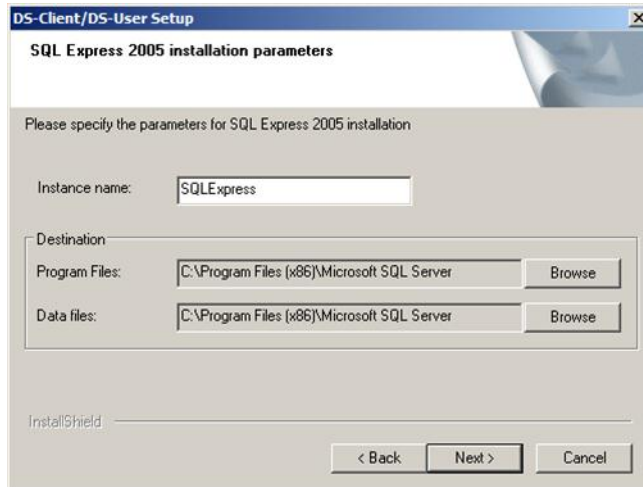 DS-Client/DS-User Setup
SQL Express 2005 installation parameters
Please specify the parameters for SQL Express 2005 installation
Instance name: SQLExpress
Destination
Program Files: C:\Program Files (x86)\Microsoft SQL Server Browse
Data files: C:\Program Files (x86)\Microsoft SQL Server Browse
InstallShield
< Back Next > Cancel